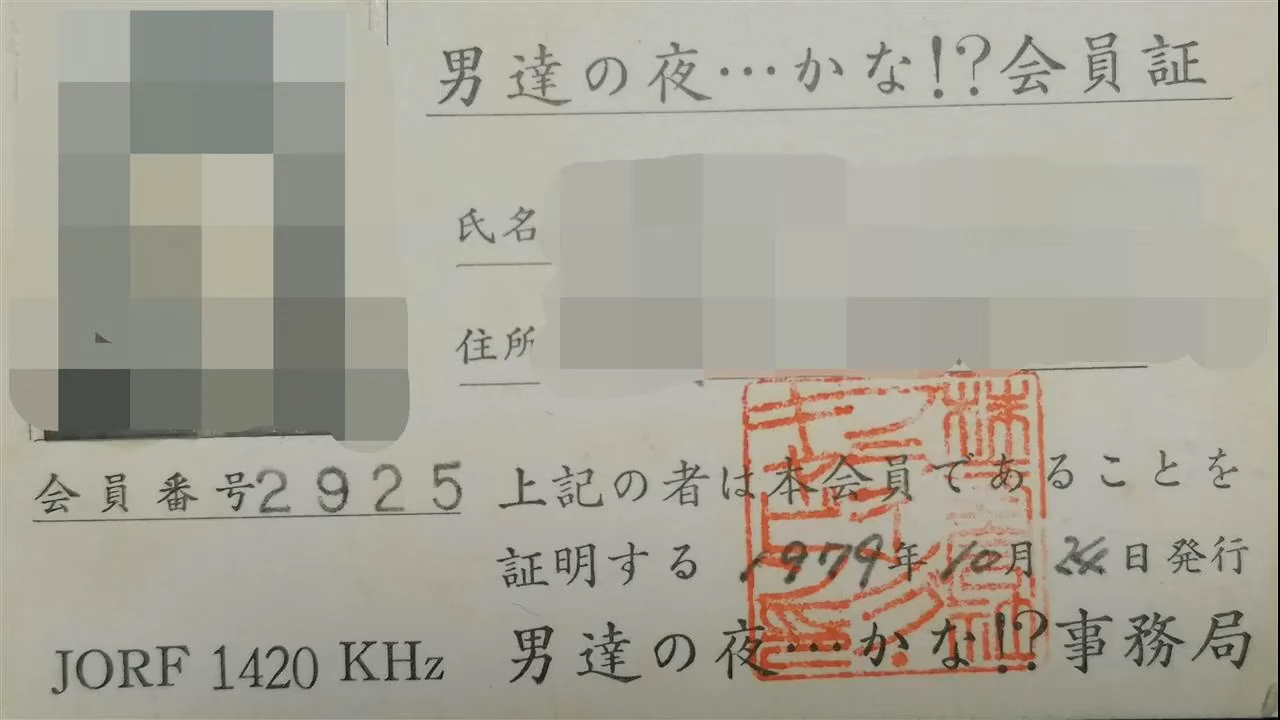 男達の夜…かな!?会員証
氏名
住所
会員番号2925
上記の者は本会員であることを
証明する 1979年10月24日発行
JORF 1420 KHz
男達の夜…かな!?事務局